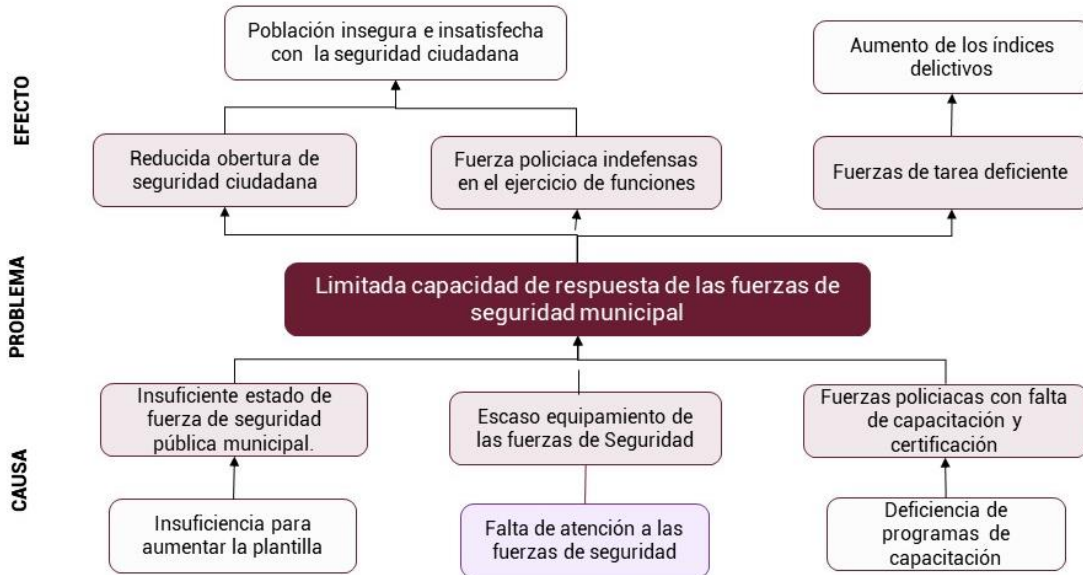 EFECTO
Población insegura e insatisfecha
con la seguridad ciudadana
Aumento de los índices
delictivos
Reducida obertura de
seguridad ciudadana
Fuerza policiaca indefensas
en el ejercicio de funciones
Fuerzas de tarea deficiente
PROBLEMA
Limitada capacidad de respuesta de las fuerzas de
seguridad municipal
CAUSA
Insuficiente estado de
fuerza de seguridad
pública municipal.
Escaso equipamiento de
las fuerzas de Seguridad
Fuerzas policiacas con falta
de capacitación y
certificación
Insuficiencia para
aumentar la plantilla
Falta de atención a las
fuerzas de seguridad
Deficiencia de
programas de
capacitación